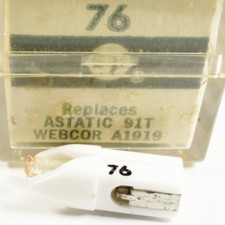 76
Replaces
ASTATIC 91T
WEBCOR A1919
76